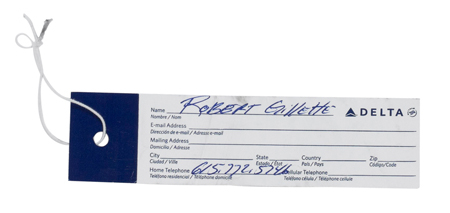 Name ROBERT GILLETTE DELTA
Nombre / Nom
E-mail Address
Dirección de e-mail / Adresse e-mail
Mailing Address
Domicilio / Adresse
City State Country Zip
Ciudad / Ville Estado / État País / Pays Código/Code
Home Telephone 615.772.5746 Cellular Telephone
Teléfono residencial / Téléphone domicile Teléfono célula / Téléphone cellule